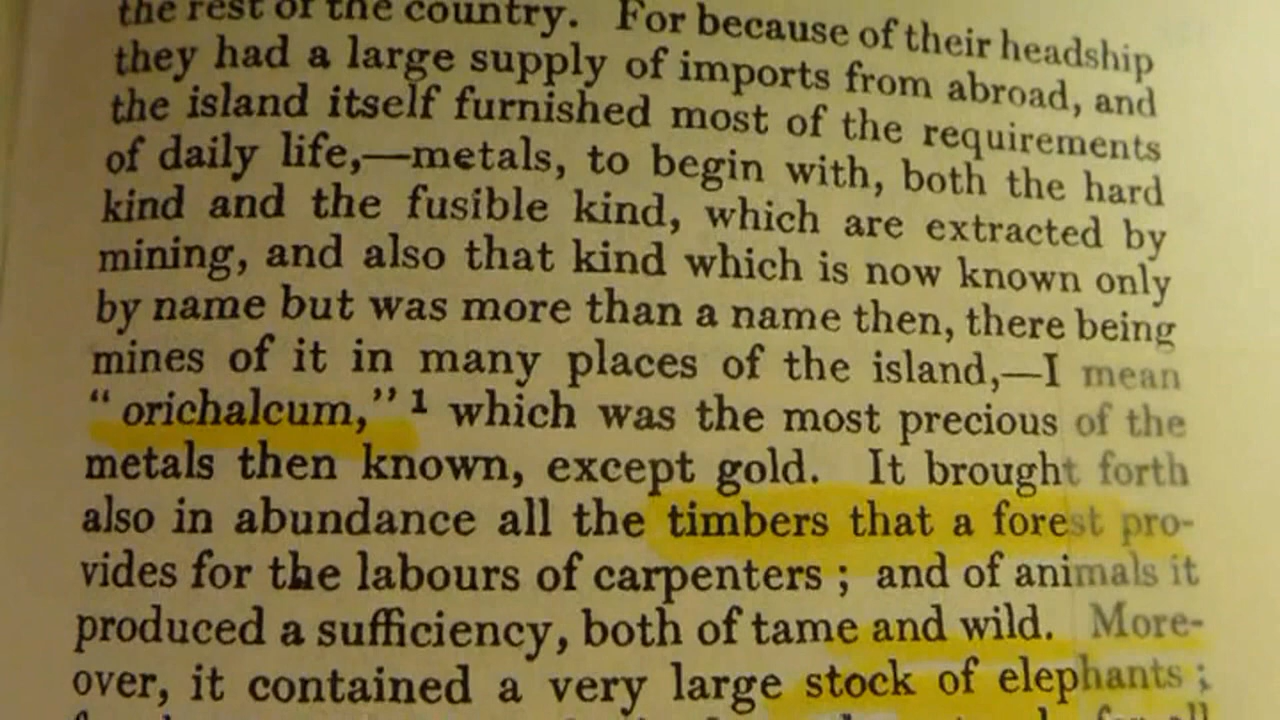 the rest of the country. For because of their headship
they had a large supply of imports from abroad, and
the island itself furnished most of the requirements
of daily life,—metals, to begin with, both the hard
kind and the fusible kind, which are extracted by
mining, and also that kind which is now known only
by name but was more than a name then, there being
mines of it in many places of the island,—I mean
“ orichalcum,” 1 which was the most precious of the
metals then known, except gold. It brought forth
also in abundance all the timbers that a forest pro-
vides for the labours of carpenters ; and of animals it
produced a sufficiency, both of tame and wild. More-
over, it contained a very large stock of elephants ;